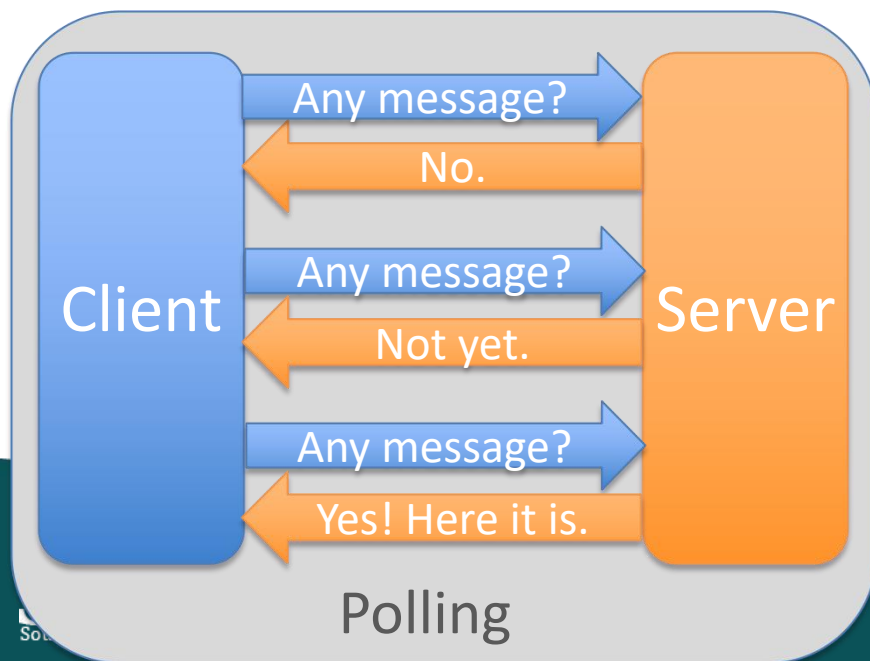 Any message?
No.
Any message?
Client
Server
Not yet.
Any message?
Yes! Here it is.
Polling